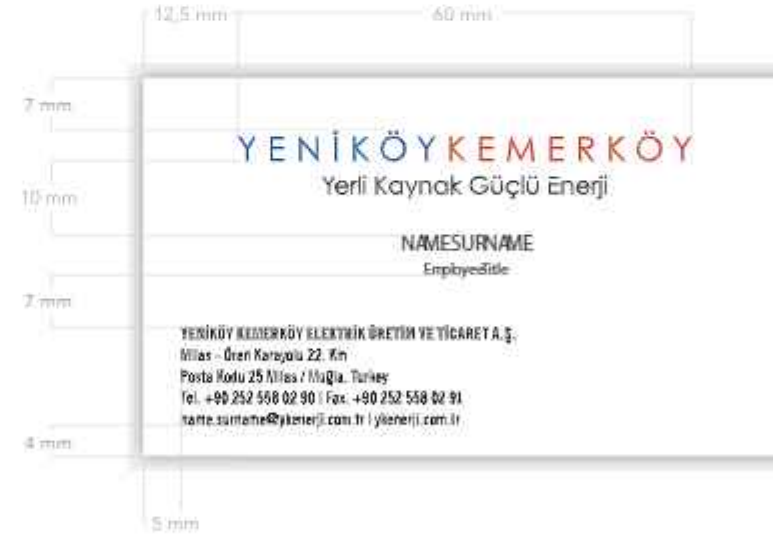 12,5 mm 60 mm
7 mm
YENİKÖYKEMERKÖY
Yerli Kaynak Güçlü Enerji
10 mm
NAMESURNAME
EmployeeTitle
7 mm
YENİKÖY KEMERKÖY ELEKTRİK ÜRETİM VE TİCARET A.Ş.
Milas - Ören Karayolu 22. Km
Posta Kodu 25 Milas / Muğla, Turkey
Tel. +90 252 558 02 90 | Fax. +90 252 558 02 91
name.surname@ykenerji.com.tr | ykenerji.com.tr
4 mm
5 mm